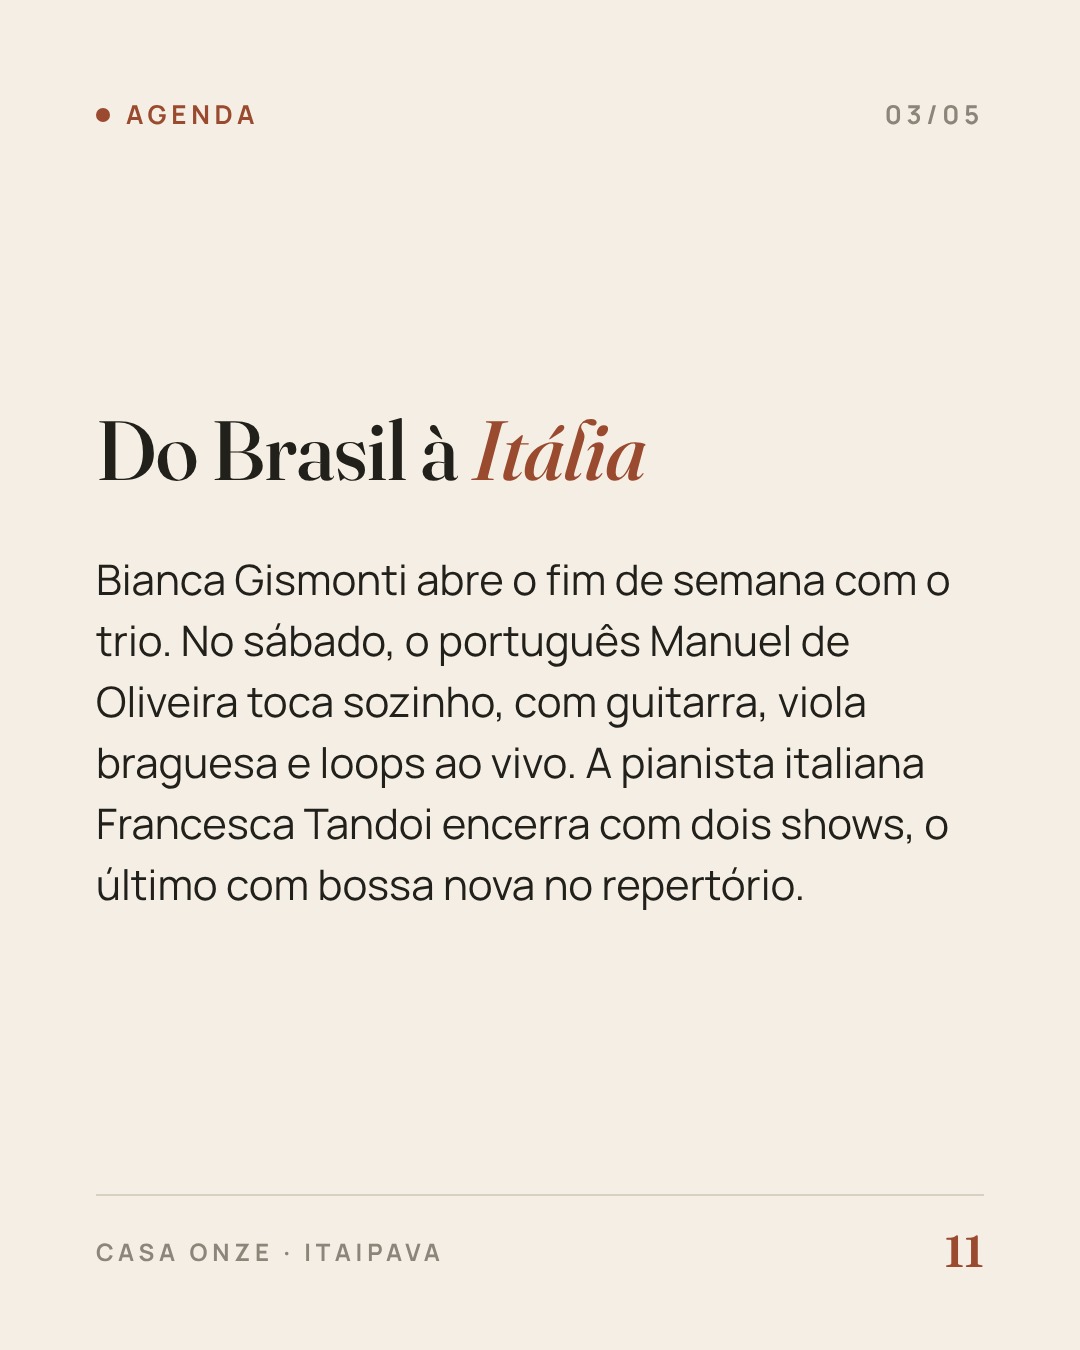 AGENDA
03/05
Do Brasil à Itália
Bianca Gismonti abre o fim de semana com o
trio. No sábado, o português Manuel de
Oliveira toca sozinho, com guitarra, viola
braguesa e loops ao vivo. A pianista italiana
Francesca Tandoi encerra com dois shows, o
último com bossa nova no repertório.
CASA ONZE · ITAIPAVA
11